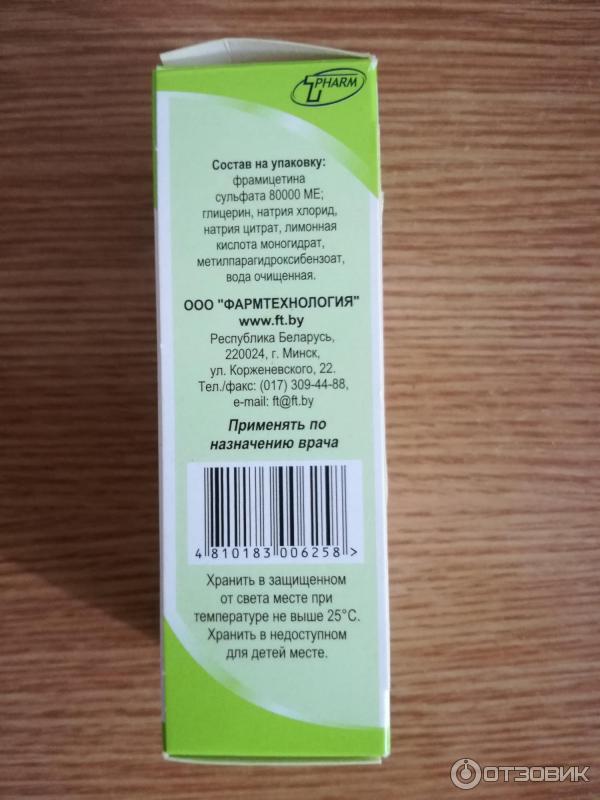 PHARM
Состав на упаковку:
фрамицетина
сульфата 80000 МЕ;
глицерин, натрия хлорид,
натрия цитрат, лимонная
кислота моногидрат,
метилпарагидроксибензоат,
вода очищенная.
ООО "ФАРМТЕХНОЛОГИЯ"
www.ft.by
Республика Беларусь,
220024, г. Минск,
ул. Корженевского, 22.
Тел./факс: (017) 309-44-88,
e-mail: ft@ft.by
Применять по
назначению врача
4 810183 006258 >
Хранить в защищенном
от света месте при
температуре не выше 25°С.
Хранить в недоступном
для детей месте.
ОТЗОВИК